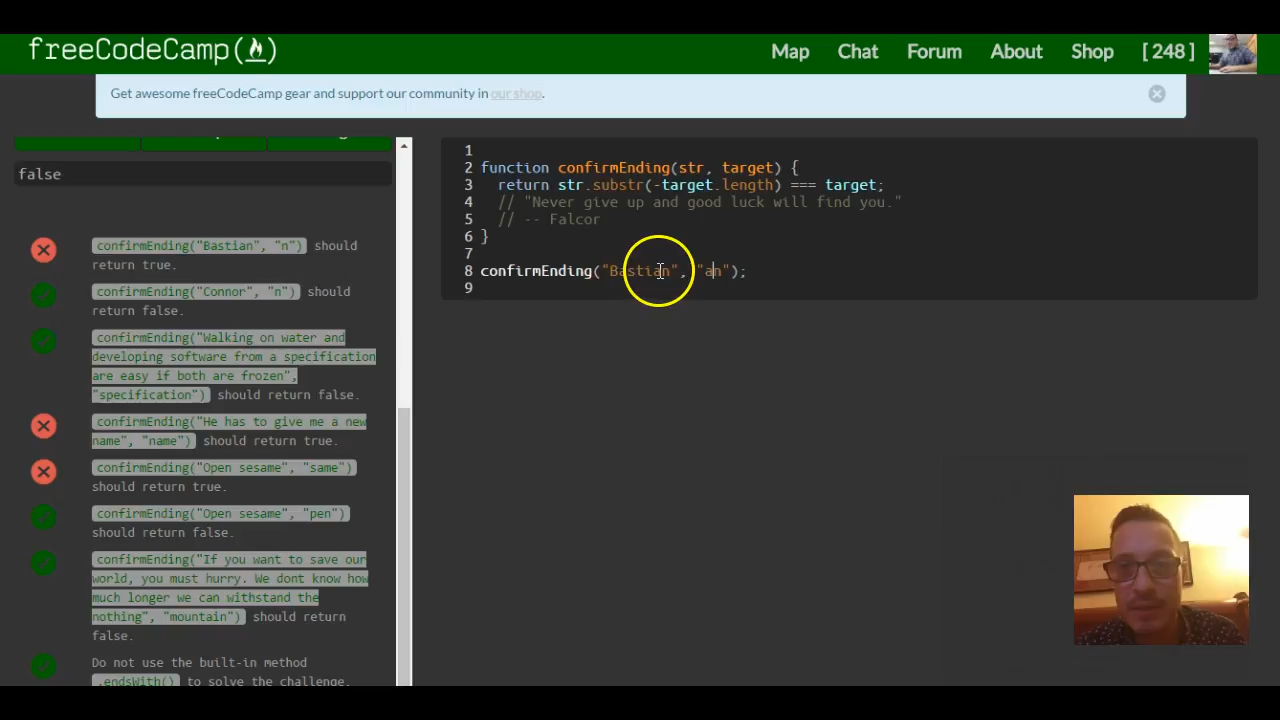 freeCodeCamp(🔥)
Map Chat Forum About Shop [ 248 ]
Get awesome freeCodeCamp gear and support our community in our shop.
false
confirmEnding("Bastian", "n") should
return true.
confirmEnding("Connor", "n") should
return false.
confirmEnding("Walking on water and
developing software from a specification
are easy if both are frozen",
"specification") should return false.
confirmEnding("He has to give me a new
name", "name") should return true.
confirmEnding("Open sesame", "same")
should return true.
confirmEnding("Open sesame", "pen")
should return false.
confirmEnding("If you want to save our
world, you must hurry. We dont know how
much longer we can withstand the
nothing", "mountain") should return
false.
Do not use the built-in method
.endsWith() to solve the challenge.
1
2 function confirmEnding(str, target) {
3 return str.substr(-target.length) === target;
4 // "Never give up and good luck will find you."
5 // -- Falcor
6 }
7
8 confirmEnding("Bastian", "an");
9